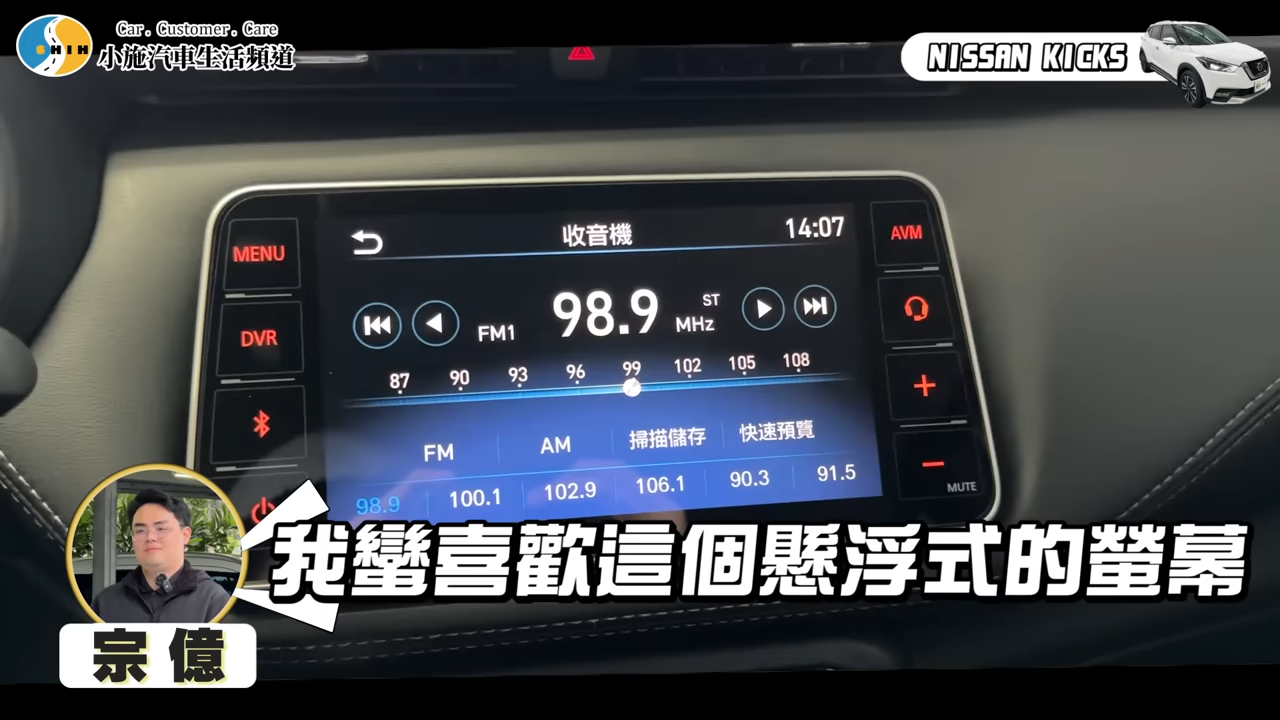 Car. Customer. Care
SHIH
小施汽車生活頻道
NISSAN KICKS
MENU
DVR
收音機
14:07
AVM
FM1
98.9
ST
MHz
87 90 93 96 99 102 105 108
FM AM 掃描儲存 快速預覽
98.9 100.1 102.9 106.1 90.3 91.5
MUTE
我蠻喜歡這個懸浮式的螢幕
宗億